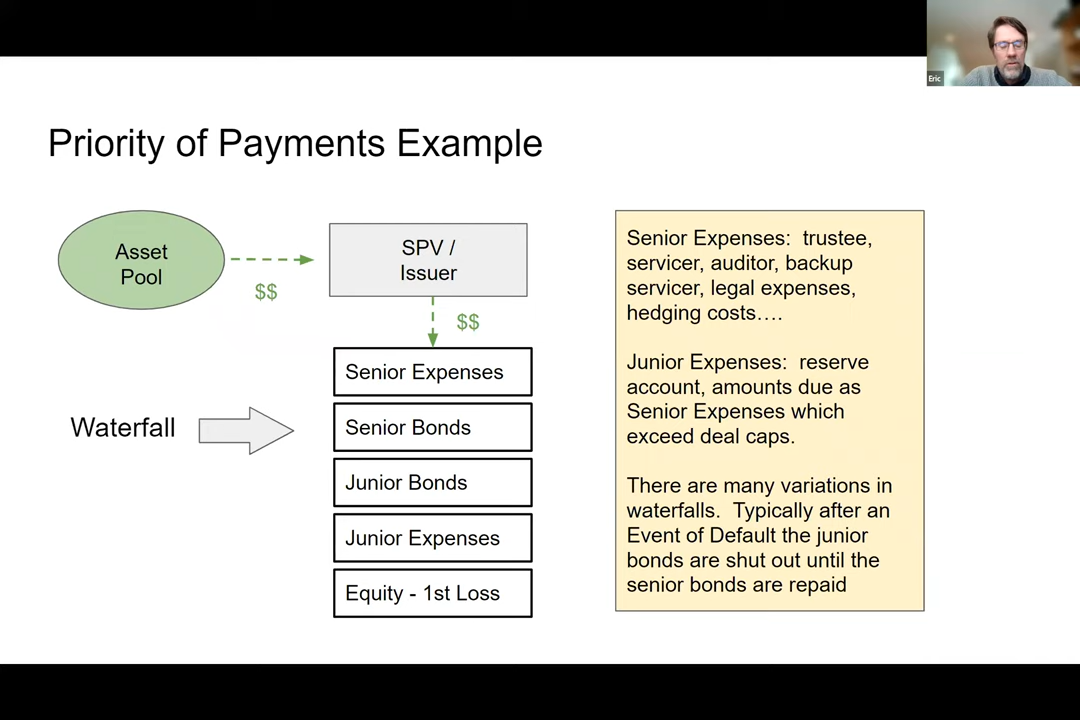 Eric
Priority of Payments Example
Asset
Pool
$$
SPV /
Issuer
$$
Waterfall
Senior Expenses
Senior Bonds
Junior Bonds
Junior Expenses
Equity - 1st Loss
Senior Expenses:  trustee,
servicer, auditor, backup
servicer, legal expenses,
hedging costs….
Junior Expenses:  reserve
account, amounts due as
Senior Expenses which
exceed deal caps.
There are many variations in
waterfalls.  Typically after an
Event of Default the junior
bonds are shut out until the
senior bonds are repaid